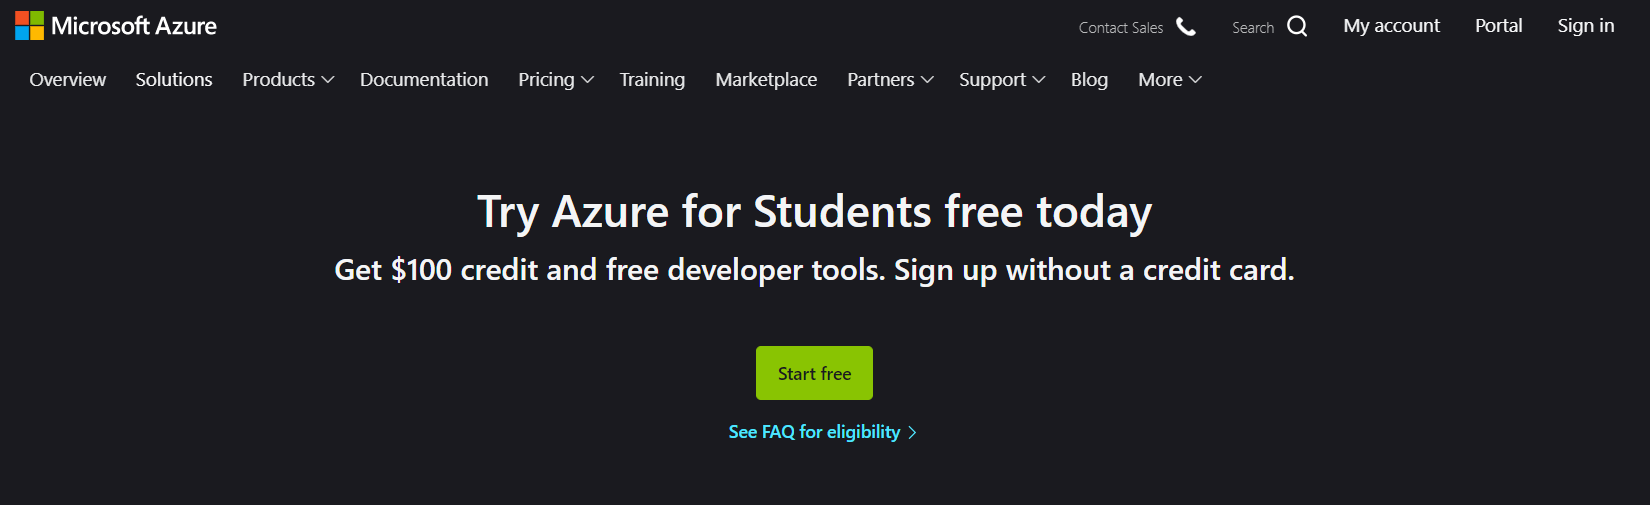 Microsoft Azure
Contact Sales Search My account Portal Sign in
Overview Solutions Products Documentation Pricing Training Marketplace Partners Support Blog More
Try Azure for Students free today
Get $100 credit and free developer tools. Sign up without a credit card.
Start free
See FAQ for eligibility